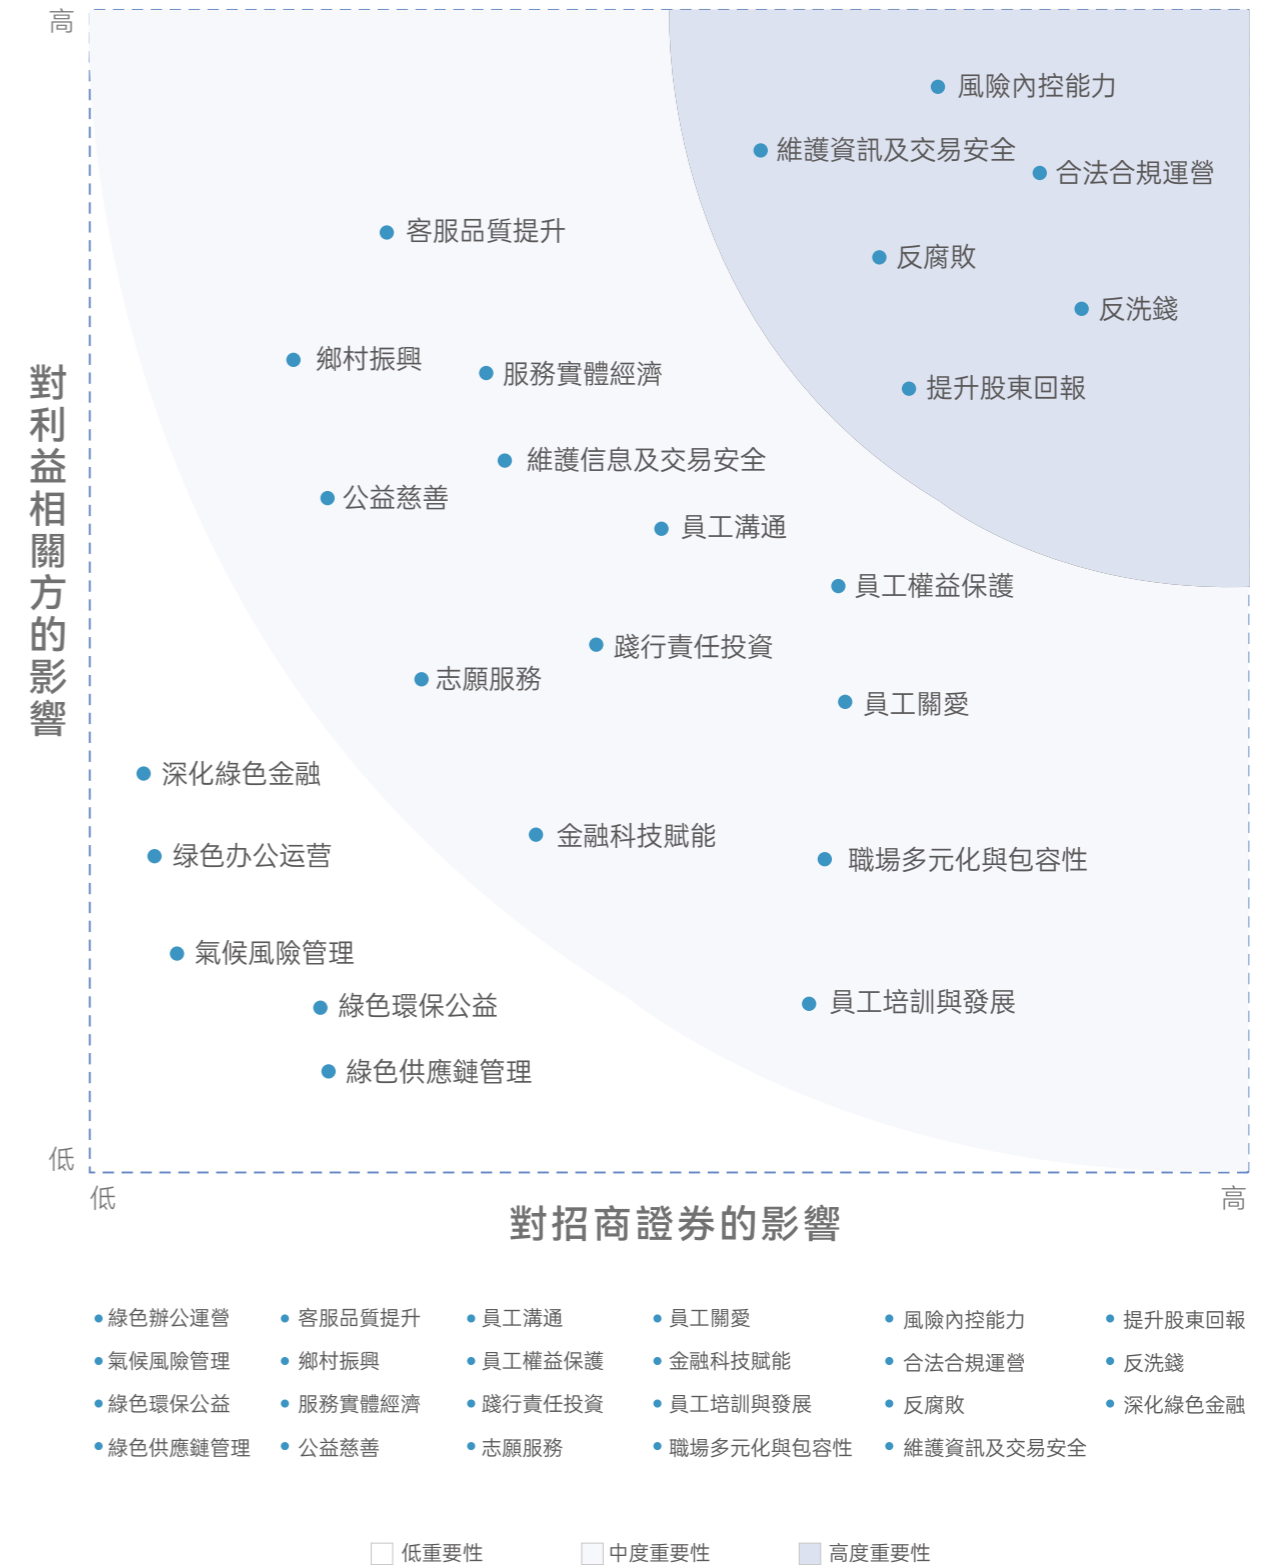 高
風險內控能力
維護資訊及交易安全
合法合規運營
客服品質提升
反腐敗
反洗錢
鄉村振興
服務實體經濟
提升股東回報
維護信息及交易安全
公益慈善
員工溝通
員工權益保護
踐行責任投資
志願服務
員工關愛
對利益相關方的影響
深化綠色金融
金融科技賦能
绿色办公运营
職場多元化與包容性
氣候風險管理
綠色環保公益
員工培訓與發展
綠色供應鏈管理
低
低
高
對招商證券的影響
綠色辦公運營 客服品質提升 員工溝通 員工關愛 風險內控能力 提升股東回報
氣候風險管理 鄉村振興 員工權益保護 金融科技賦能 合法合規運營 反洗錢
綠色環保公益 服務實體經濟 踐行責任投資 員工培訓與發展 反腐敗 深化綠色金融
綠色供應鏈管理 公益慈善 志願服務 職場多元化與包容性 維護資訊及交易安全
低重要性 中度重要性 高度重要性